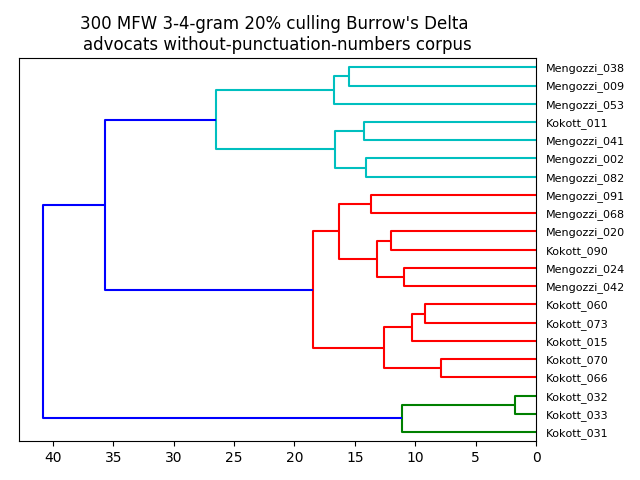 300 MFW 3-4-gram 20% culling Burrow's Delta
advocats without-punctuation-numbers corpus
Mengozzi_038
Mengozzi_009
Mengozzi_053
Kokott_011
Mengozzi_041
Mengozzi_002
Mengozzi_082
Mengozzi_091
Mengozzi_068
Mengozzi_020
Kokott_090
Mengozzi_024
Mengozzi_042
Kokott_060
Kokott_073
Kokott_015
Kokott_070
Kokott_066
Kokott_032
Kokott_033
Kokott_031
40 35 30 25 20 15 10 5 0